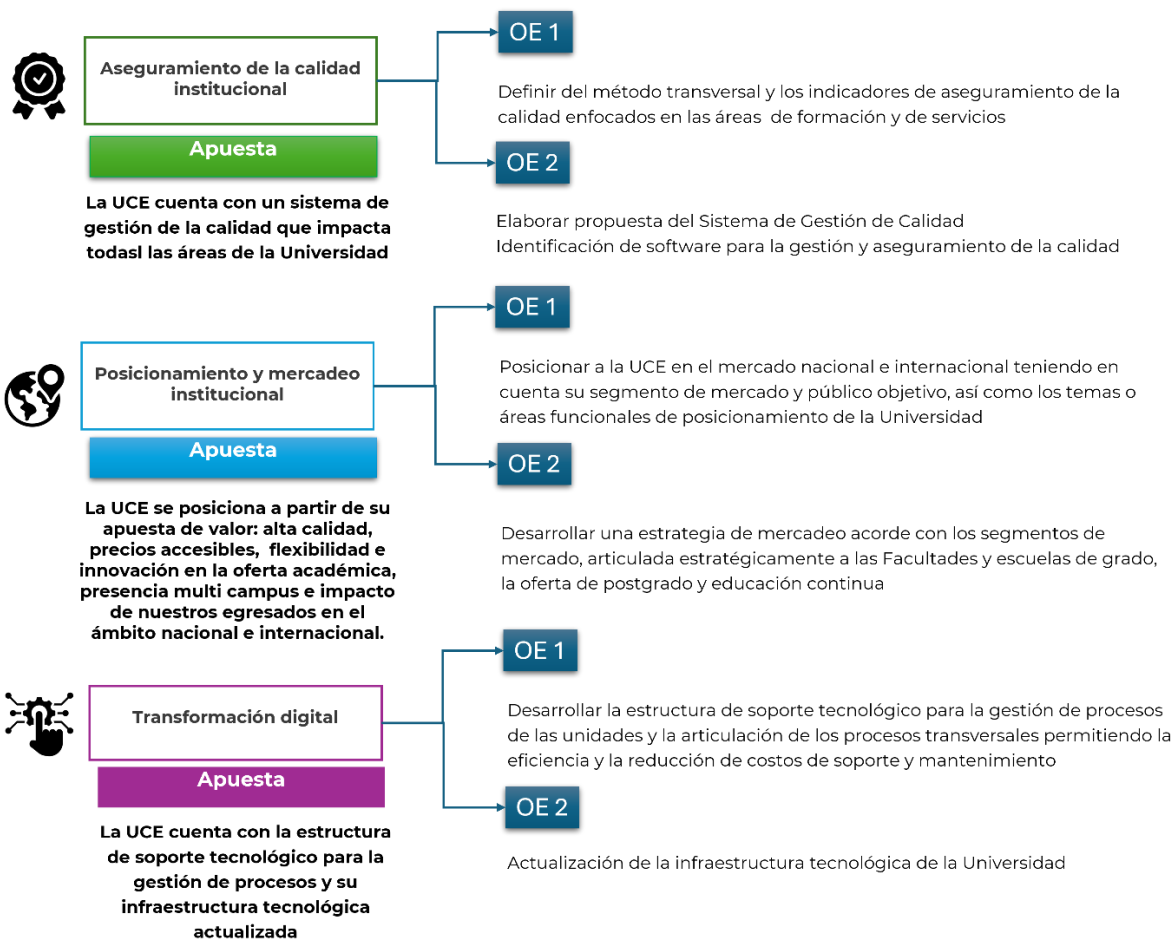 Aseguramiento de la calidad
institucional
Apuesta
La UCE cuenta con un sistema de
gestión de la calidad que impacta
todasl las áreas de la Universidad
OE 1
Definir del método transversal y los indicadores de aseguramiento de la
calidad enfocados en las áreas de formación y de servicios
OE 2
Elaborar propuesta del Sistema de Gestión de Calidad
Identificación de software para la gestión y aseguramiento de la calidad
Posicionamiento y mercadeo
institucional
Apuesta
La UCE se posiciona a partir de su
apuesta de valor: alta calidad,
precios accesibles, flexibilidad e
innovación en la oferta académica,
presencia multi campus e impacto
de nuestros egresados en el
ámbito nacional e internacional.
OE 1
Posicionar a la UCE en el mercado nacional e internacional teniendo en
cuenta su segmento de mercado y público objetivo, así como los temas o
áreas funcionales de posicionamiento de la Universidad
OE 2
Desarrollar una estrategia de mercadeo acorde con los segmentos de
mercado, articulada estratégicamente a las Facultades y escuelas de grado,
la oferta de postgrado y educación continua
Transformación digital
Apuesta
La UCE cuenta con la estructura
de soporte tecnológico para la
gestión de procesos y su
infraestructura tecnológica
actualizada
OE 1
Desarrollar la estructura de soporte tecnológico para la gestión de procesos
de las unidades y la articulación de los procesos transversales permitiendo la
eficiencia y la reducción de costos de soporte y mantenimiento
OE 2
Actualización de la infraestructura tecnológica de la Universidad